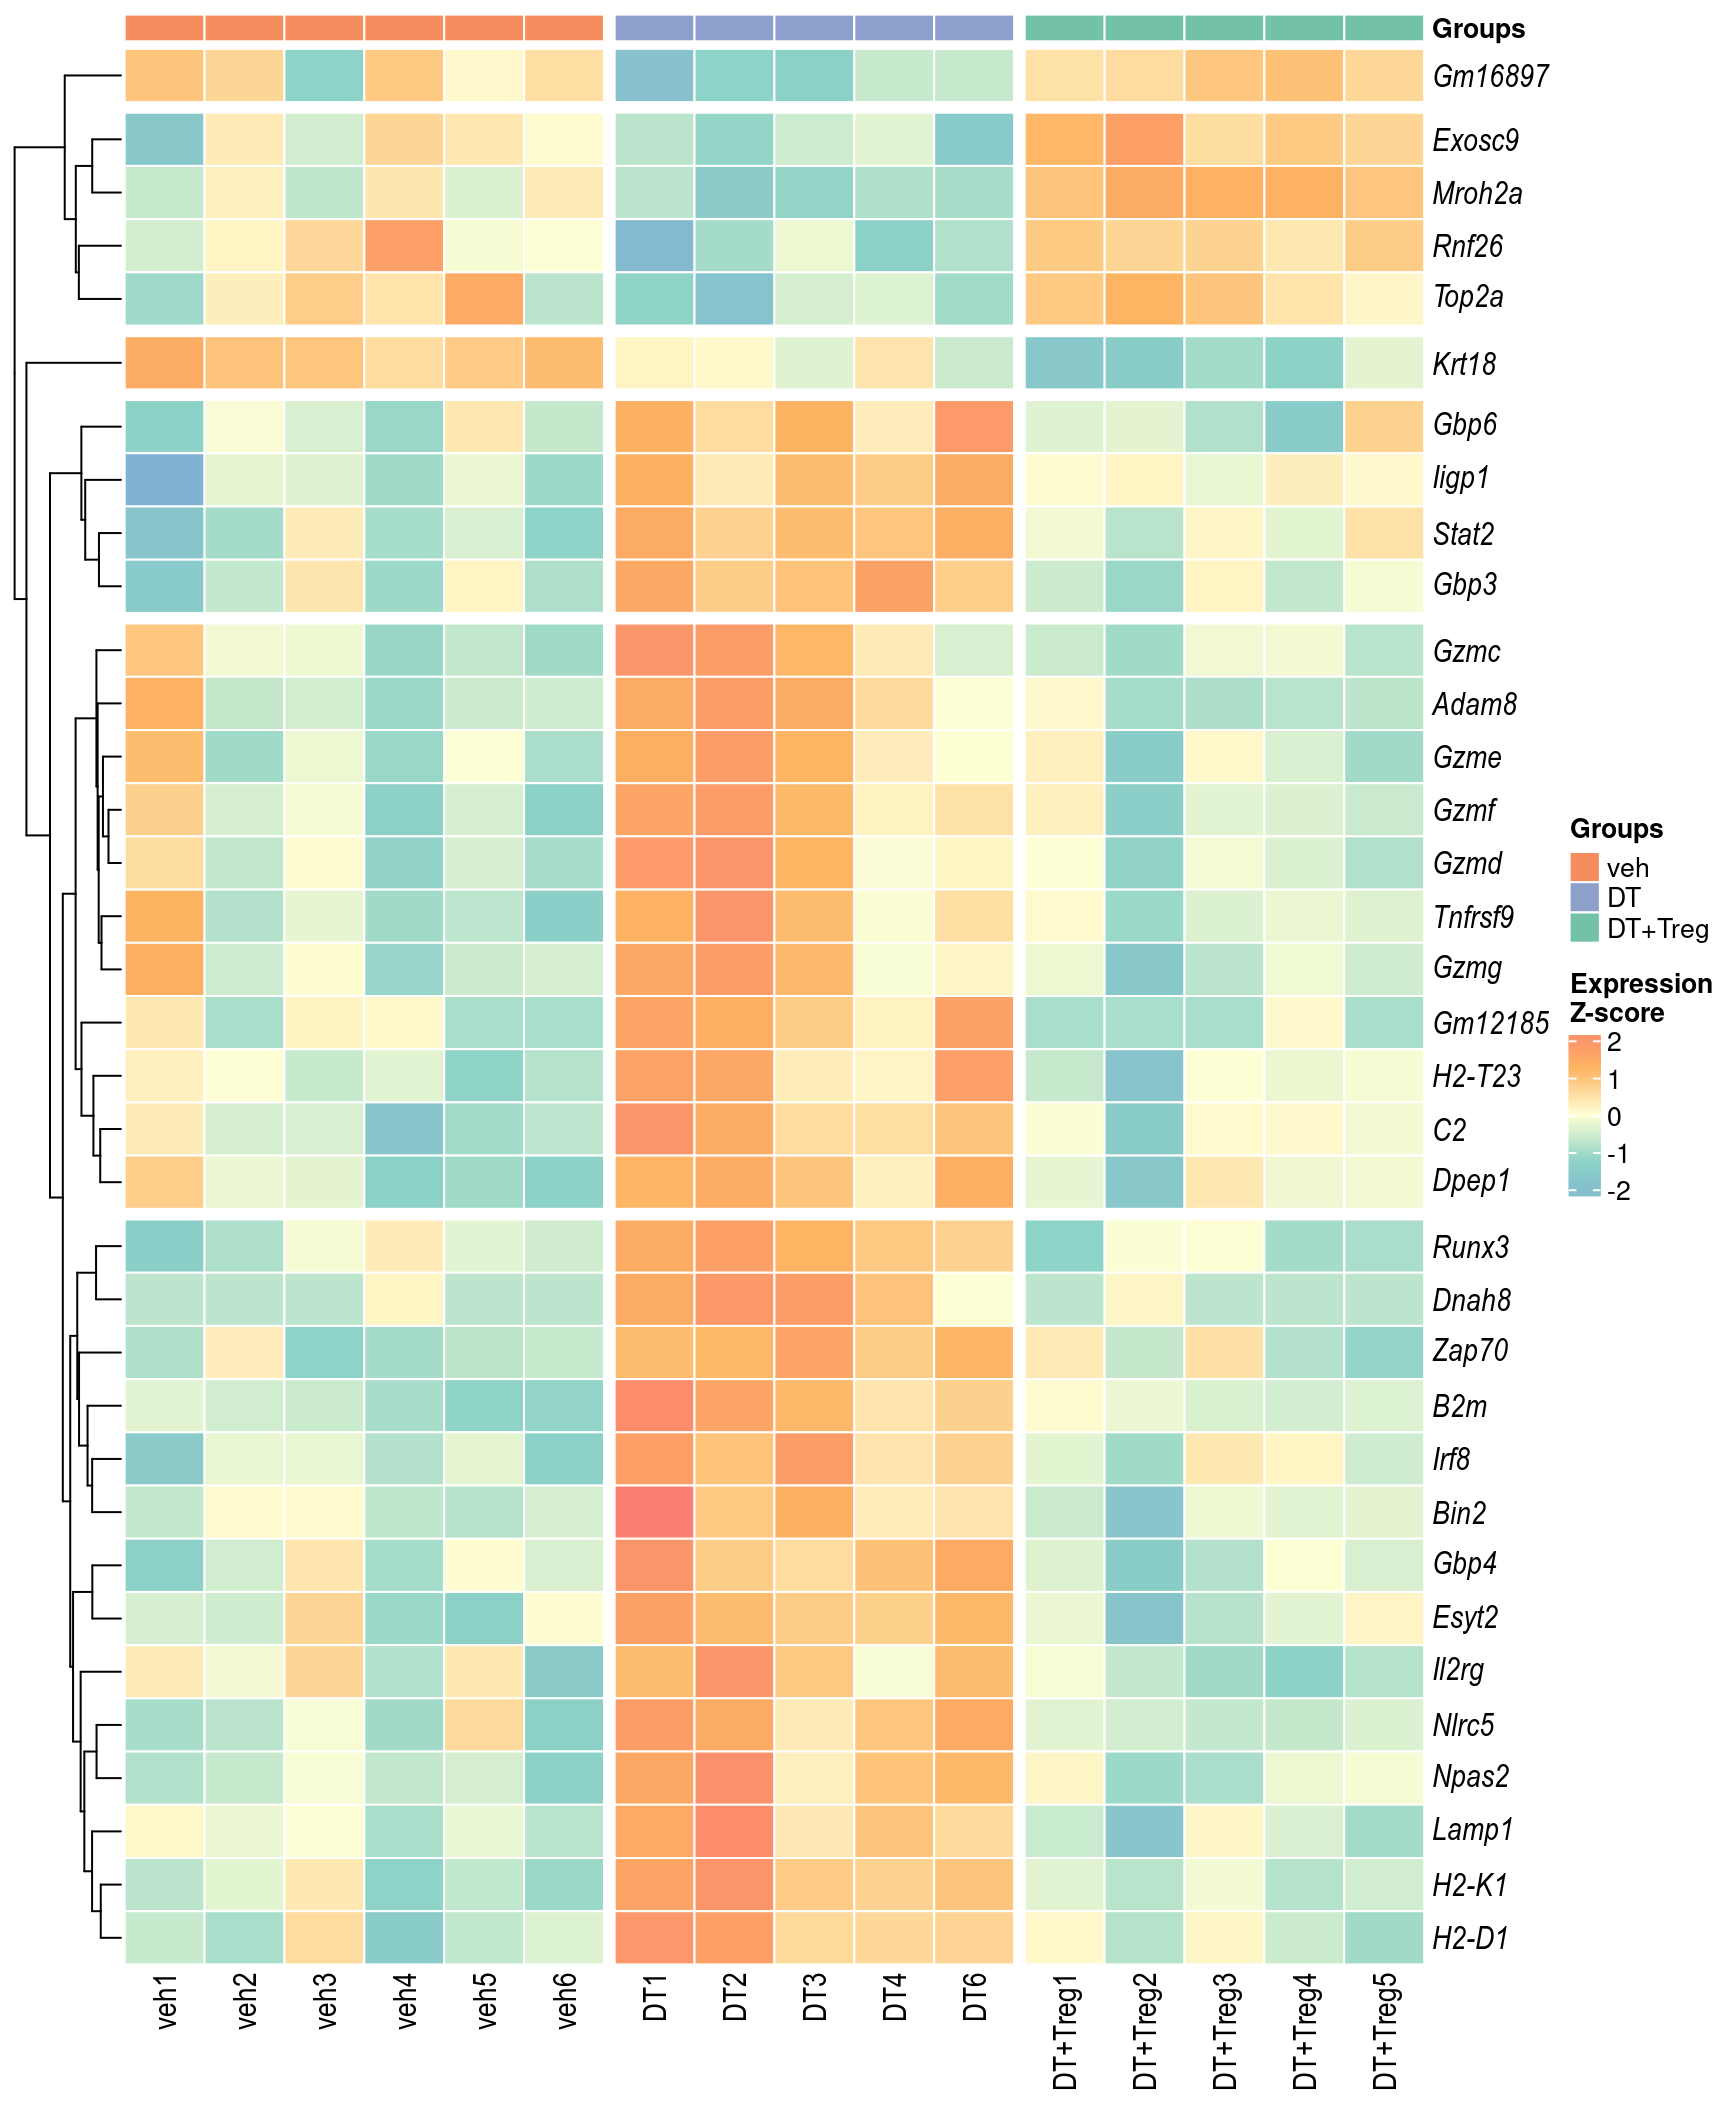 Groups
Gm16897
Exosc9
Mroh2a
Rnf26
Top2a
Krt18
Gbp6
Iigp1
Stat2
Gbp3
Gzmc
Adam8
Gzme
Gzmf
Gzmd
Tnfrsf9
Gzmg
Gm12185
H2-T23
C2
Dpep1
Runx3
Dnah8
Zap70
B2m
Irf8
Bin2
Gbp4
Esyt2
Il2rg
Nlrc5
Npas2
Lamp1
H2-K1
H2-D1
veh1
veh2
veh3
veh4
veh5
veh6
DT1
DT2
DT3
DT4
DT6
DT+Treg1
DT+Treg2
DT+Treg3
DT+Treg4
DT+Treg5
Groups
veh
DT
DT+Treg
Expression
Z-score
2
1
0
-1
-2